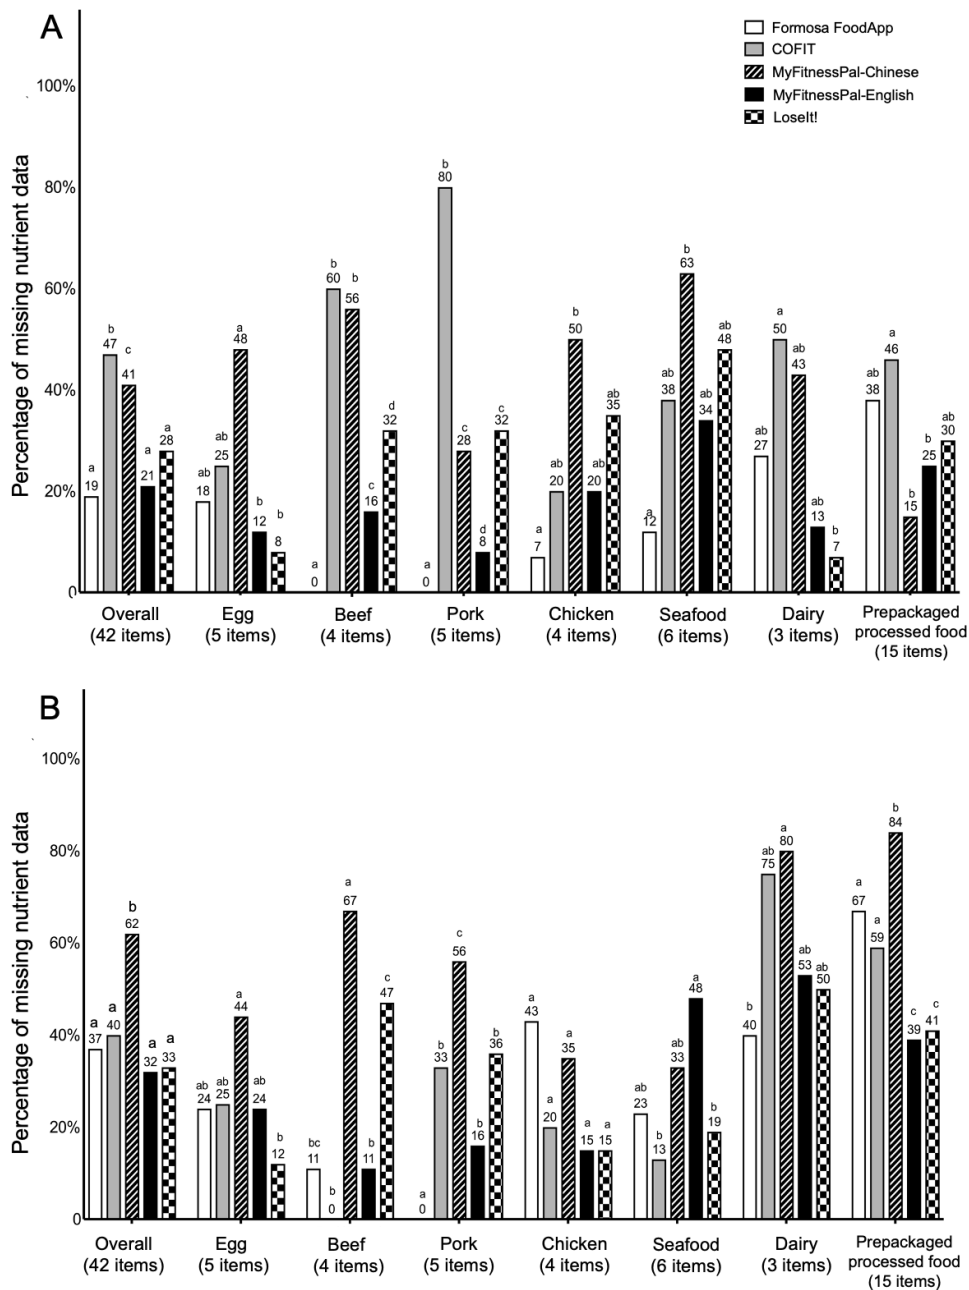 A
Formosa FoodApp
COFIT
MyFitnessPal-Chinese
MyFitnessPal-English
LoseIt!
Percentage of missing nutrient data
100%
80%
60%
40%
20%
0
a b c a a
19 47 41 21 28
ab ab a b b
18 25 48 12 8
a b b c d
0 60 56 16 32
a b c d c
0 80 28 8 32
a ab b ab ab
7 20 50 20 35
a ab b ab ab
12 38 63 34 48
ab a ab ab b
27 50 43 13 7
ab a b b ab
38 46 15 25 30
Overall Egg Beef Pork Chicken Seafood Dairy Prepackaged
processed food
(42 items) (5 items) (4 items) (5 items) (4 items) (6 items) (3 items) (15 items)
B
Percentage of missing nutrient data
100%
80%
60%
40%
20%
0
a a b a a
37 40 62 32 33
ab ab a ab b
24 25 44 24 12
bc b a b c
11 0 67 11 47
a b c b b
0 33 56 16 36
a a a a a
43 20 35 15 15
ab b ab a b
23 13 33 48 19
b ab a ab ab
40 75 80 53 50
a a b c c
67 59 84 39 41
Overall Egg Beef Pork Chicken Seafood Dairy Prepackaged
processed food
(42 items) (5 items) (4 items) (5 items) (4 items) (6 items) (3 items) (15 items)